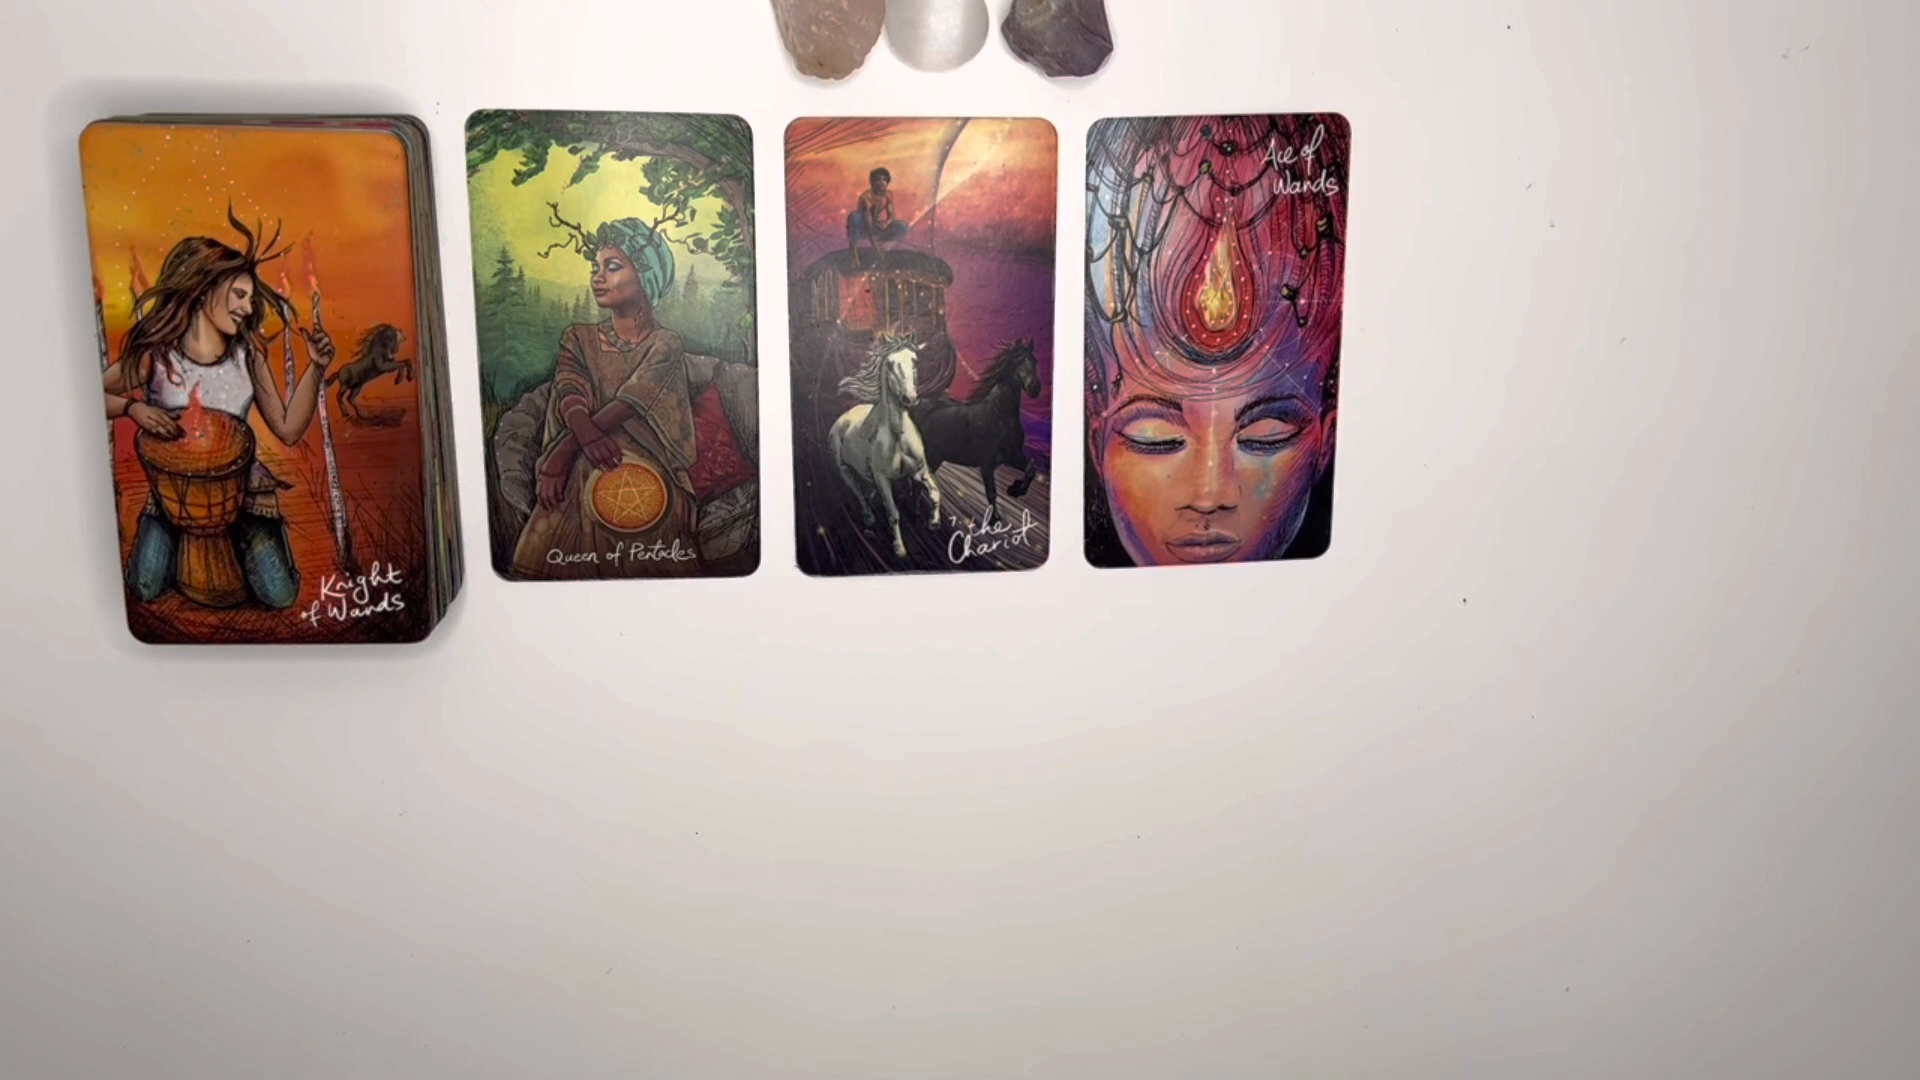 Knight
of Wands
Queen of Pentacles
7. the
Chariot
Ace of
Wands